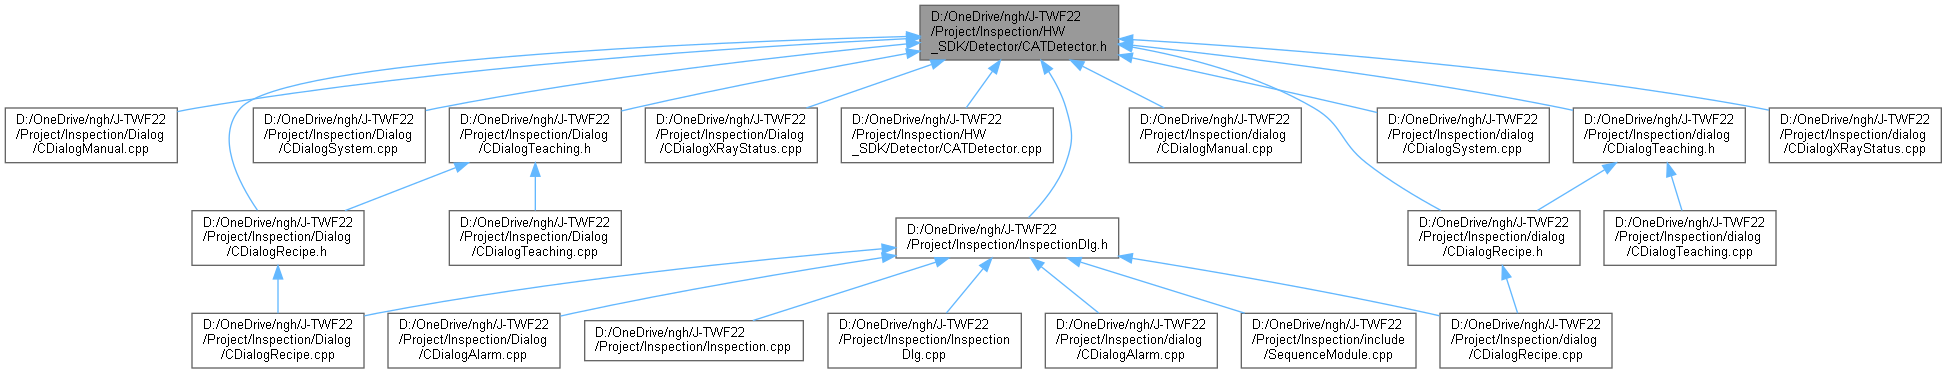 D:/OneDrive/ngh/J-TWF22
/Project/Inspection/HW
_SDK/Detector/CATDetector.h
D:/OneDrive/ngh/J-TWF22
/Project/Inspection/Dialog
/CDialogManual.cpp
D:/OneDrive/ngh/J-TWF22
/Project/Inspection/Dialog
/CDialogSystem.cpp
D:/OneDrive/ngh/J-TWF22
/Project/Inspection/Dialog
/CDialogTeaching.h
D:/OneDrive/ngh/J-TWF22
/Project/Inspection/Dialog
/CDialogXRayStatus.cpp
D:/OneDrive/ngh/J-TWF22
/Project/Inspection/HW
_SDK/Detector/CATDetector.cpp
D:/OneDrive/ngh/J-TWF22
/Project/Inspection/dialog
/CDialogManual.cpp
D:/OneDrive/ngh/J-TWF22
/Project/Inspection/dialog
/CDialogSystem.cpp
D:/OneDrive/ngh/J-TWF22
/Project/Inspection/dialog
/CDialogTeaching.h
D:/OneDrive/ngh/J-TWF22
/Project/Inspection/dialog
/CDialogXRayStatus.cpp
D:/OneDrive/ngh/J-TWF22
/Project/Inspection/Dialog
/CDialogRecipe.h
D:/OneDrive/ngh/J-TWF22
/Project/Inspection/Dialog
/CDialogTeaching.cpp
D:/OneDrive/ngh/J-TWF22
/Project/Inspection/InspectionDlg.h
D:/OneDrive/ngh/J-TWF22
/Project/Inspection/dialog
/CDialogRecipe.h
D:/OneDrive/ngh/J-TWF22
/Project/Inspection/dialog
/CDialogTeaching.cpp
D:/OneDrive/ngh/J-TWF22
/Project/Inspection/Dialog
/CDialogRecipe.cpp
D:/OneDrive/ngh/J-TWF22
/Project/Inspection/Dialog
/CDialogAlarm.cpp
D:/OneDrive/ngh/J-TWF22
/Project/Inspection/Inspection.cpp
D:/OneDrive/ngh/J-TWF22
/Project/Inspection/Inspection
Dlg.cpp
D:/OneDrive/ngh/J-TWF22
/Project/Inspection/dialog
/CDialogAlarm.cpp
D:/OneDrive/ngh/J-TWF22
/Project/Inspection/include
/SequenceModule.cpp
D:/OneDrive/ngh/J-TWF22
/Project/Inspection/dialog
/CDialogRecipe.cpp